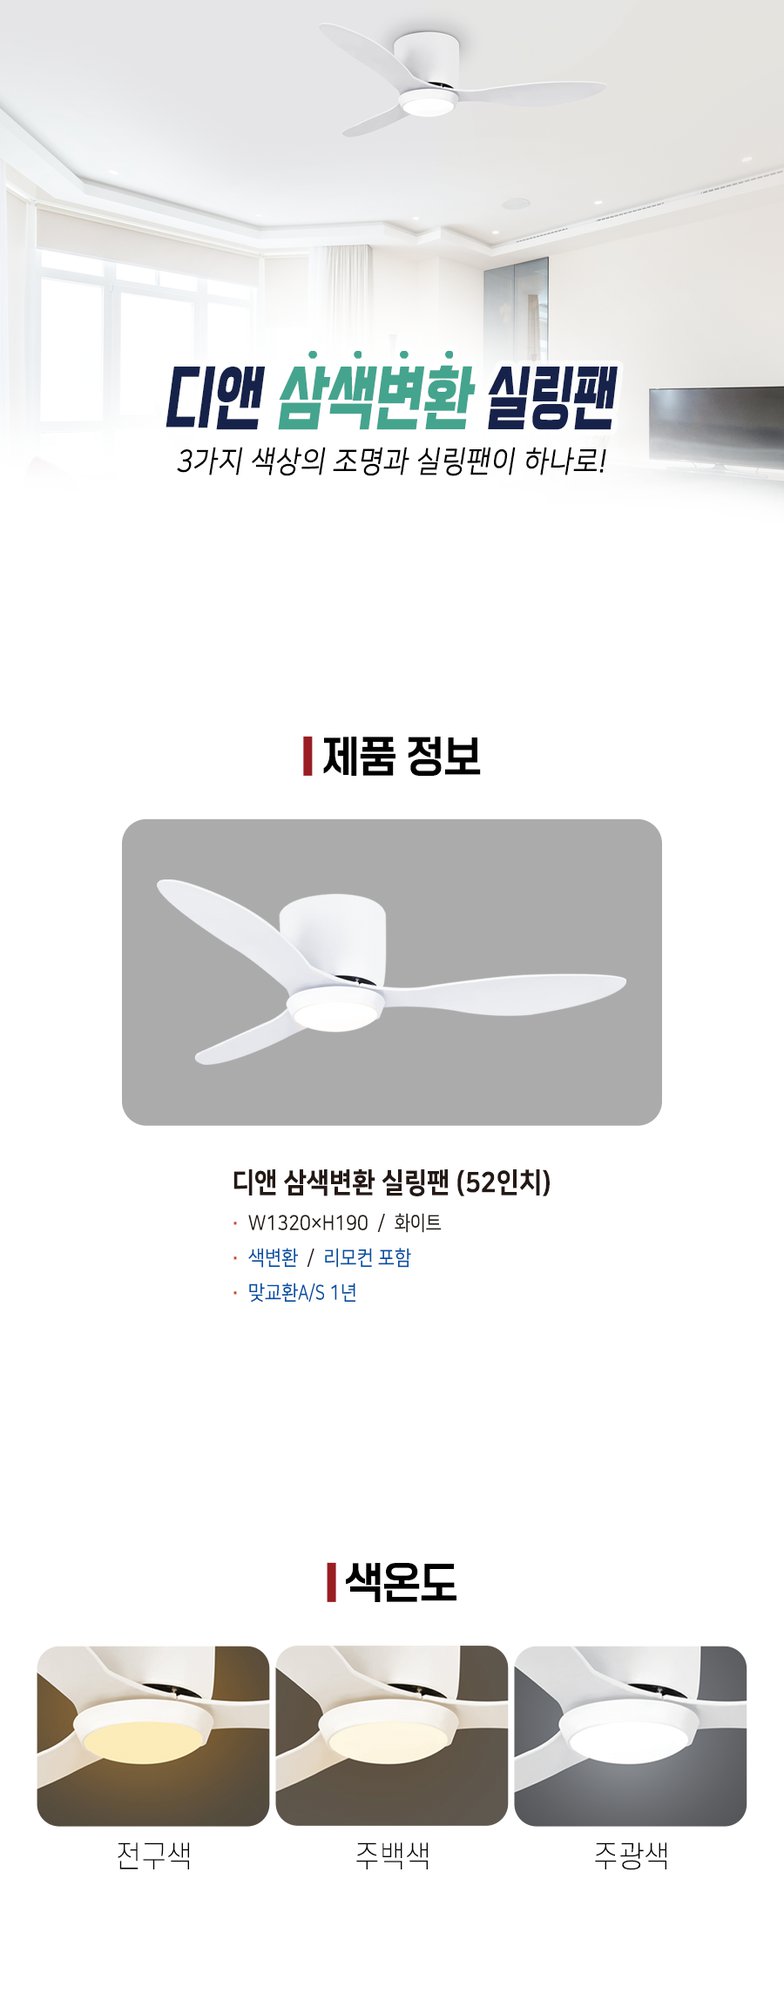 디앤 삼색변환 실링팬
3가지 색상의 조명과 실링팬이 하나로!
제품 정보
디앤 삼색변환 실링팬 (52인치)
· W1320×H190 / 화이트
· 색변환 / 리모컨 포함
· 맞교환A/S 1년
색온도
전구색
주백색
주광색